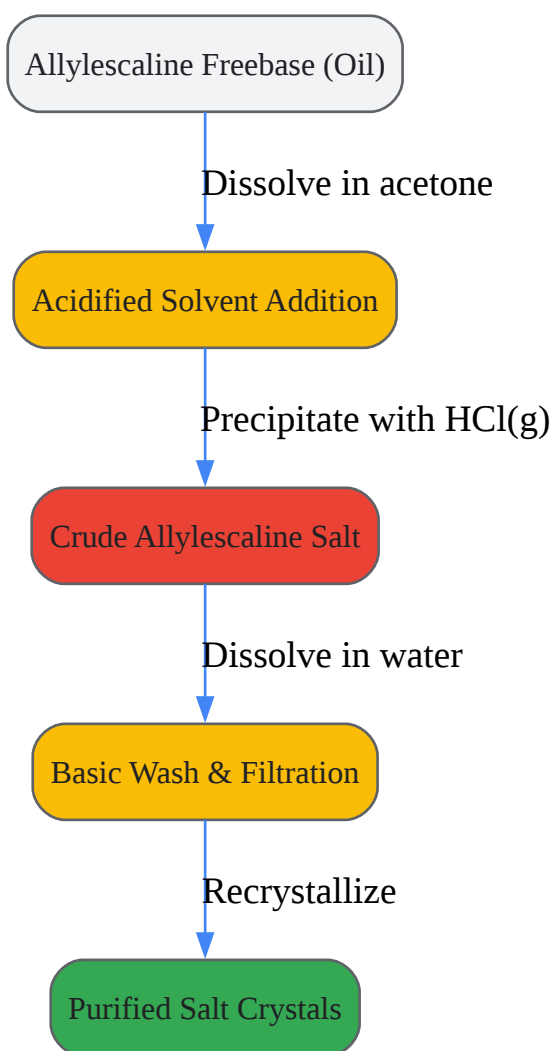 Allylescaline Freebase (Oil)
Dissolve in acetone
Acidified Solvent Addition
Precipitate with HCl(g)
Crude Allylescaline Salt
Dissolve in water
Basic Wash & Filtration
Recrystallize
Purified Salt Crystals